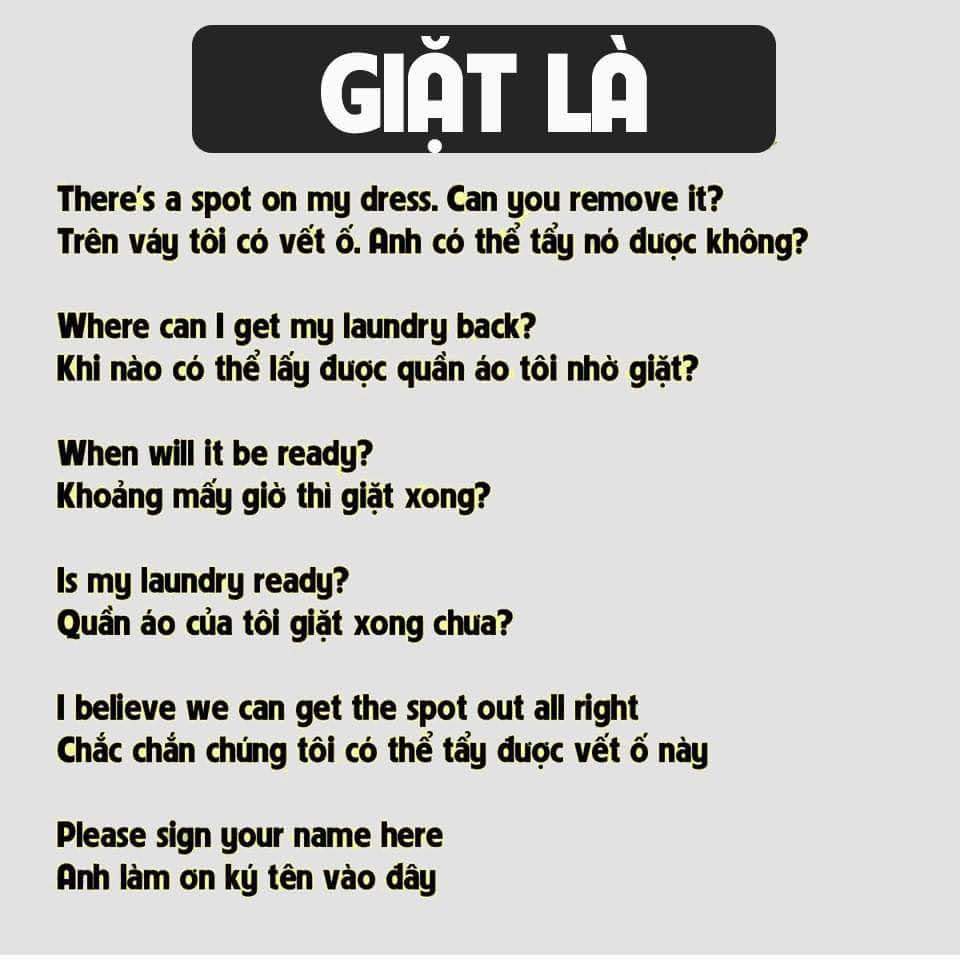 GIẶT LÀ
There's a spot on my dress. Can you remove it?
Trên váy tôi có vết ố. Anh có thể tẩy nó được không?
Where can I get my laundry back?
Khi nào có thể lấy được quần áo tôi nhờ giặt?
When will it be ready?
Khoảng mấy giờ thì giặt xong?
Is my laundry ready?
Quần áo của tôi giặt xong chưa?
I believe we can get the spot out all right
Chắc chắn chúng tôi có thể tẩy được vết ố này
Please sign your name here
Anh làm ơn ký tên vào đây